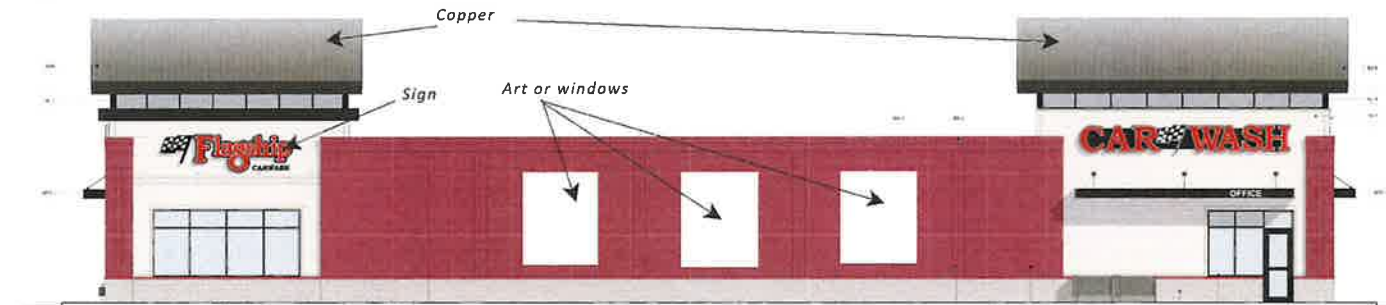 Copper
Sign
Art or windows
Flagship
CARWASH
CAR WASH
OFFICE